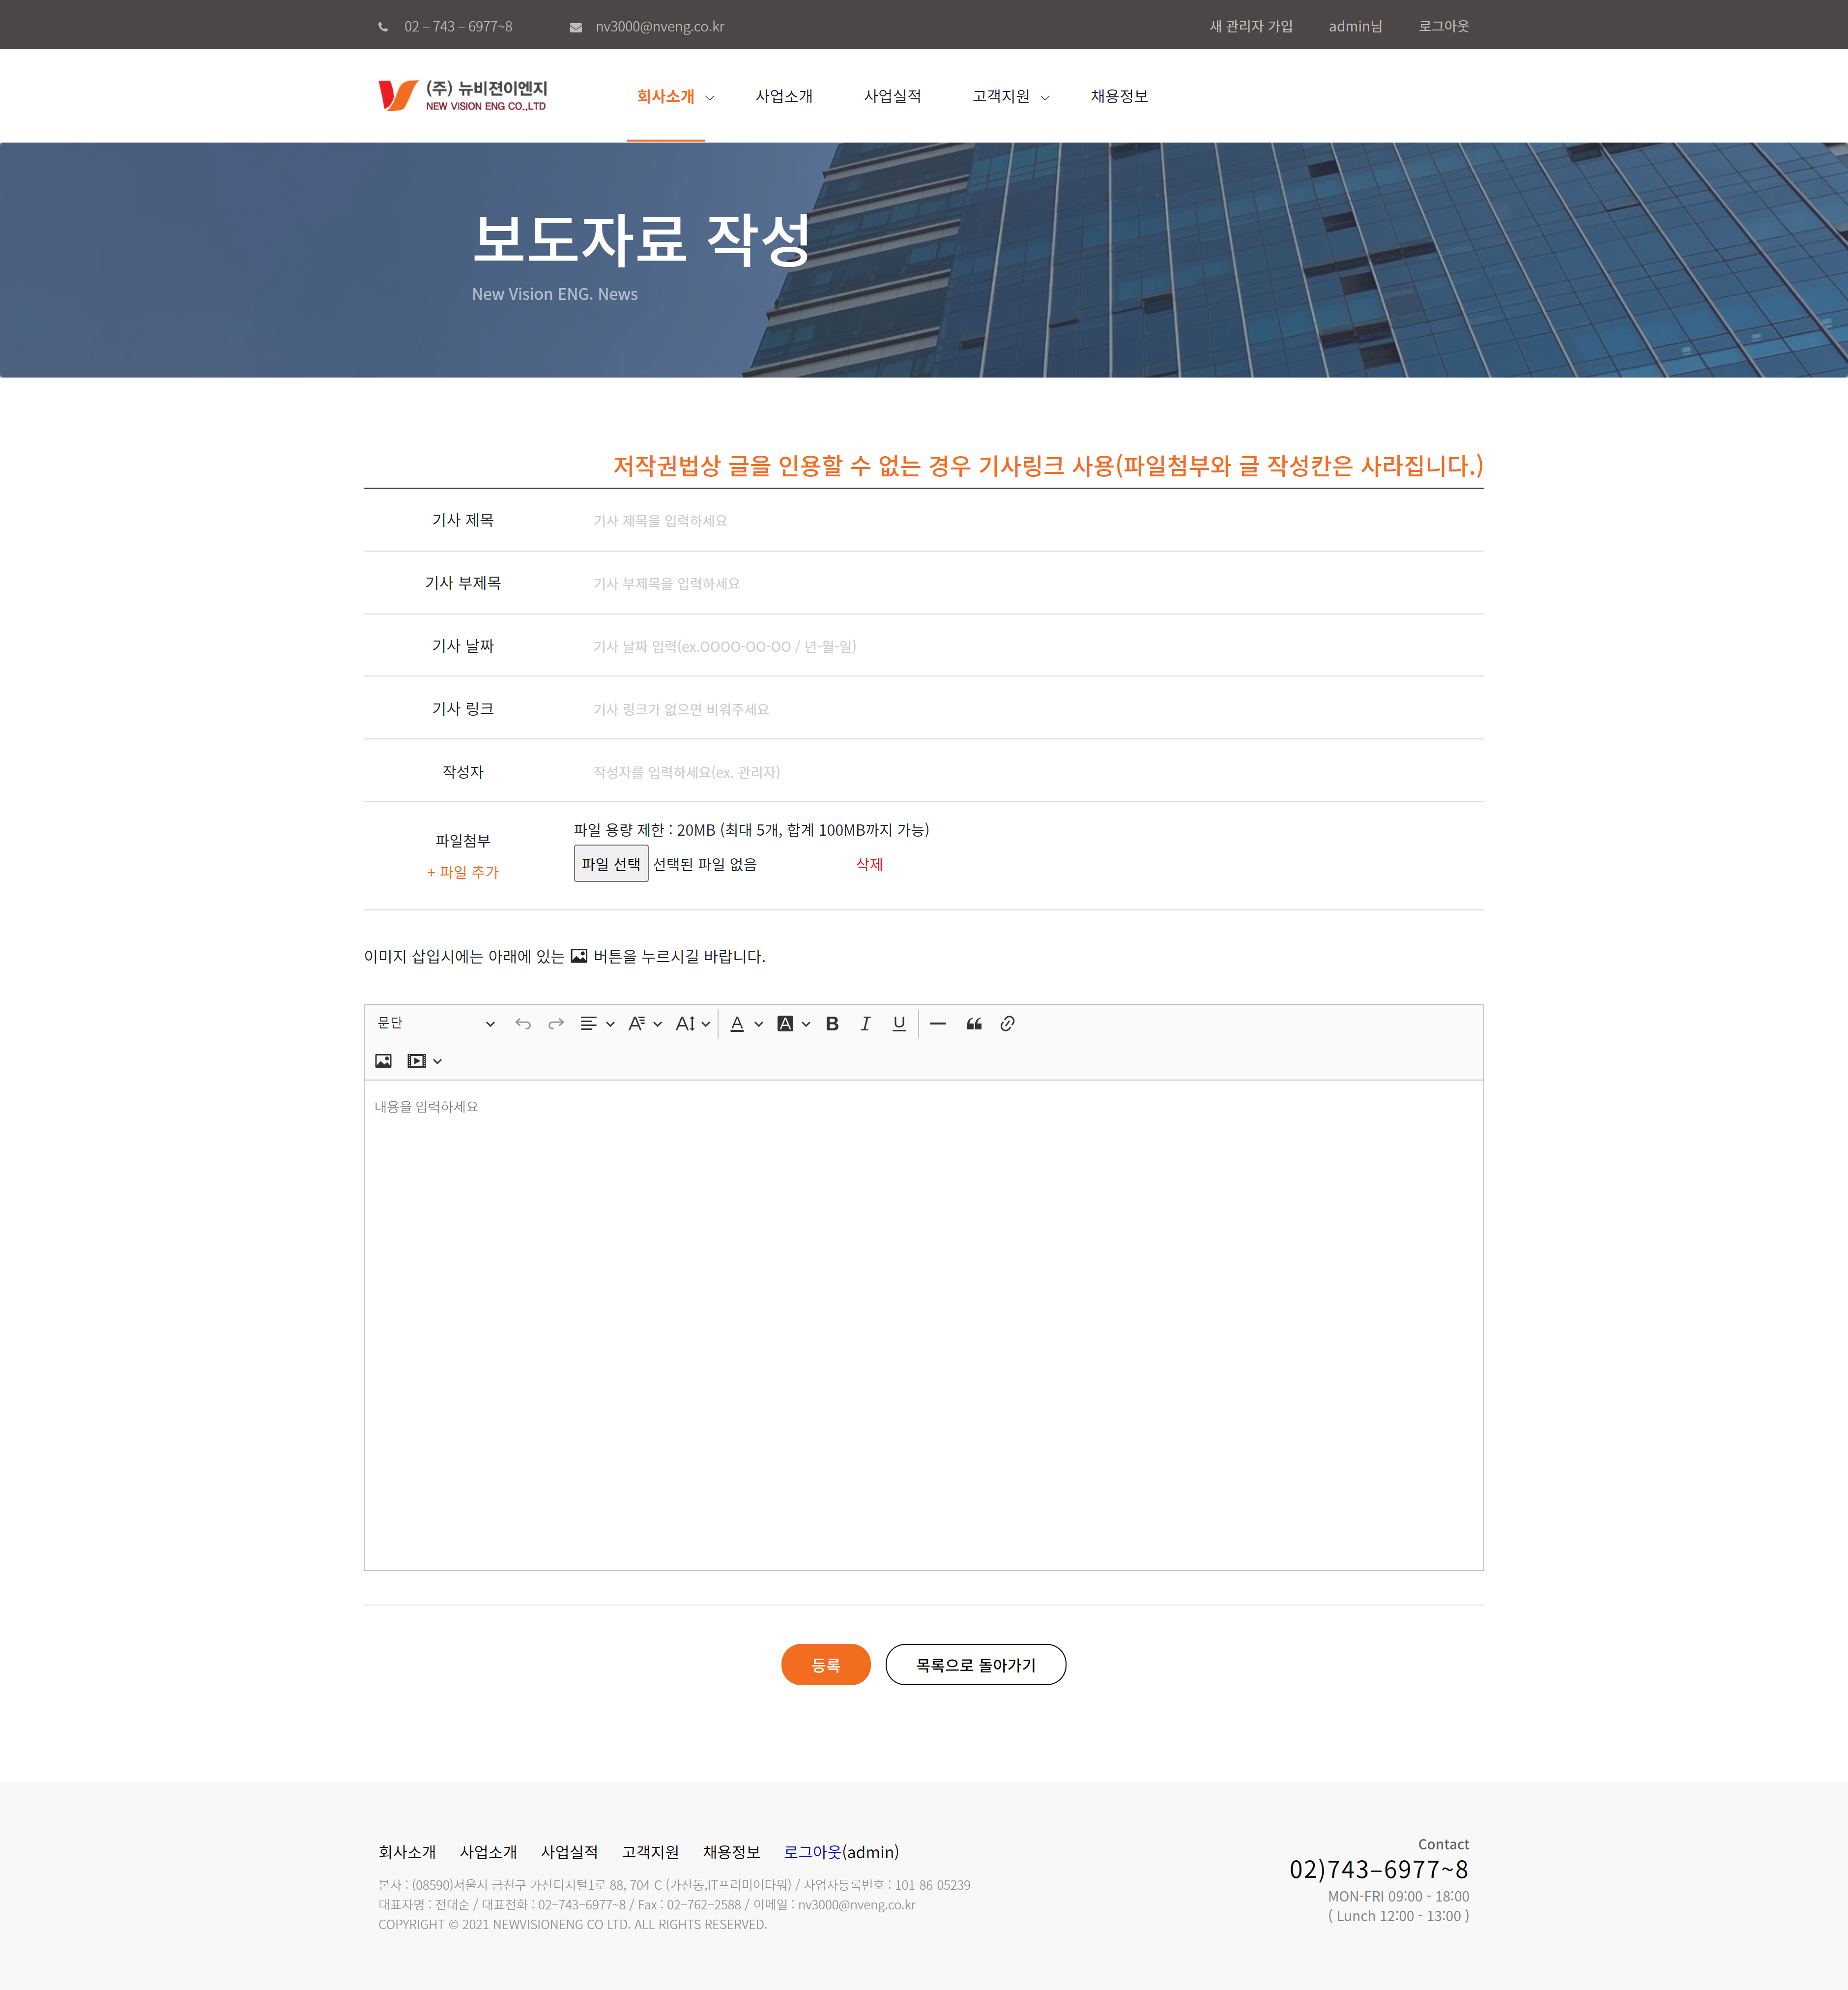 02 – 743 – 6977~8 nv3000@nveng.co.kr 새 관리자 가입 admin님 로그아웃
(주) 뉴비젼이엔지
NEW VISION ENG CO.,LTD
회사소개 사업소개 사업실적 고객지원 채용정보
보도자료 작성
New Vision ENG. News
저작권법상 글을 인용할 수 없는 경우 기사링크 사용(파일첨부와 글 작성칸은 사라집니다.)
기사 제목 기사 제목을 입력하세요
기사 부제목 기사 부제목을 입력하세요
기사 날짜 기사 날짜 입력(ex.OOOO-OO-OO / 년-월-일)
기사 링크 기사 링크가 없으면 비워주세요
작성자 작성자를 입력하세요(ex. 관리자)
파일첨부
+ 파일 추가
파일 용량 제한 : 20MB (최대 5개, 합계 100MB까지 가능)
파일 선택 선택된 파일 없음 삭제
이미지 삽입시에는 아래에 있는 버튼을 누르시길 바랍니다.
문단
내용을 입력하세요
등록 목록으로 돌아가기
회사소개 사업소개 사업실적 고객지원 채용정보 로그아웃(admin)
본사 : (08590)서울시 금천구 가산디지털1로 88, 704-C (가산동,IT프리미어타워) / 사업자등록번호 : 101-86-05239
대표자명 : 전대순 / 대표전화 : 02–743–6977–8 / Fax : 02–762–2588 / 이메일 : nv3000@nveng.co.kr
COPYRIGHT © 2021 NEWVISIONENG CO LTD. ALL RIGHTS RESERVED.
Contact
02)743–6977~8
MON-FRI 09:00 - 18:00
( Lunch 12:00 - 13:00 )